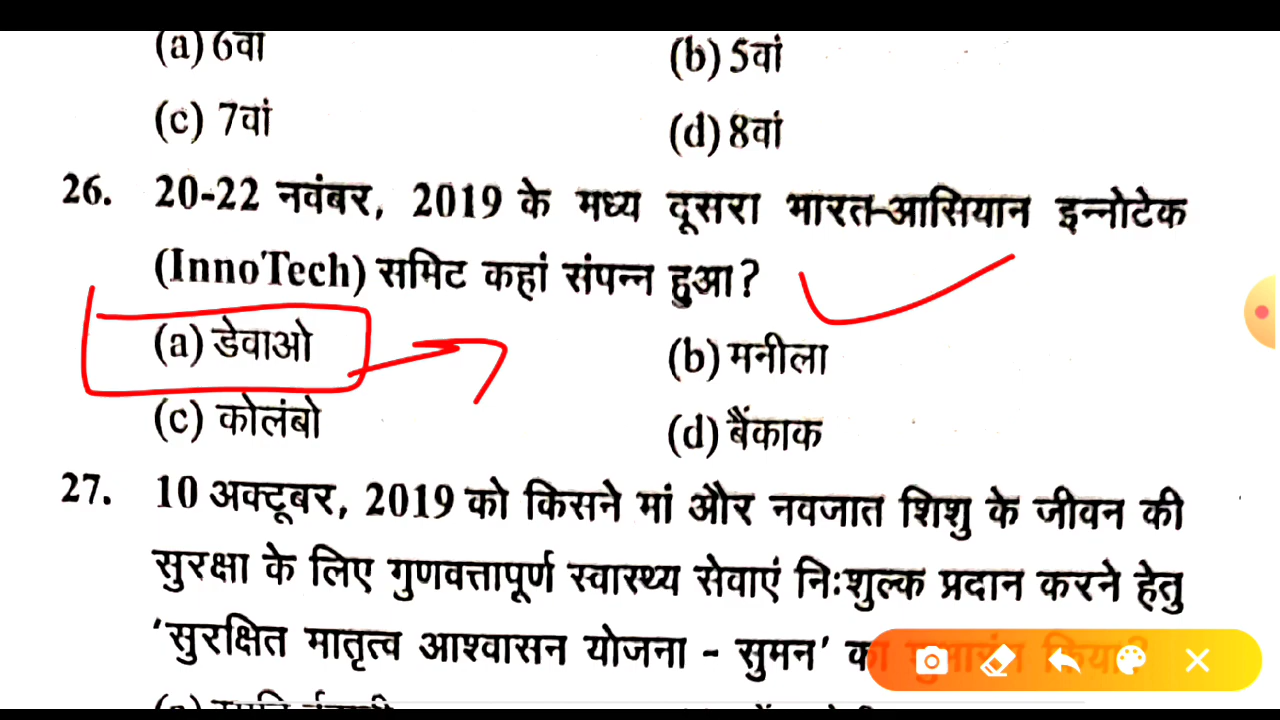 (a) 6वां
(b) 5वां
(c) 7वां
(d) 8वां
26. 20-22 नवंबर, 2019 के मध्य दूसरा भारत-आसियान इन्नोटेक
(InnoTech) समिट कहां संपन्न हुआ?
(a) डेवाओ
(b) मनीला
(c) कोलंबो
(d) बैंकाक
27. 10 अक्टूबर, 2019 को किसने मां और नवजात शिशु के जीवन की
सुरक्षा के लिए गुणवत्तापूर्ण स्वास्थ्य सेवाएं निःशुल्क प्रदान करने हेतु
'सुरक्षित मातृत्व आश्वासन योजना - सुमन' का शुभारंभ किया?